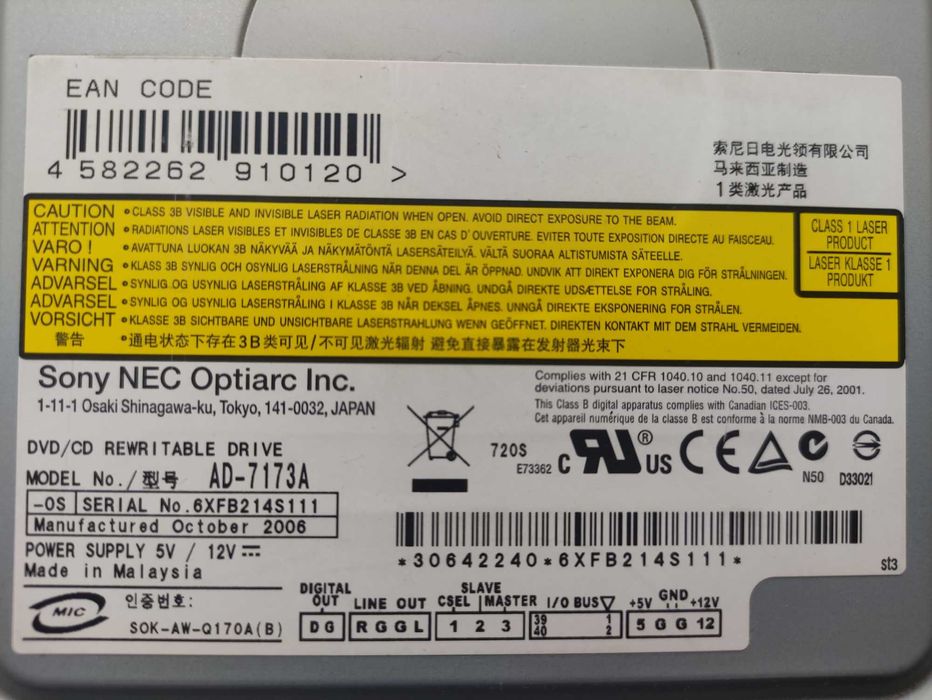 EAN CODE
4 582262 910120 >
索尼日电光领有限公司
马来西亚制造
1类激光产品
CAUTION • CLASS 3B VISIBLE AND INVISIBLE LASER RADIATION WHEN OPEN. AVOID DIRECT EXPOSURE TO THE BEAM.
ATTENTION • RADIATIONS LASER VISIBLES ET INVISIBLES DE CLASSE 3B EN CAS D'OUVERTURE. EVITER TOUTE EXPOSITION DIRECTE AU FAISCEAU.
VARO ! • AVATTUNA LUOKAN 3B NÄKYVÄÄ JA NÄKYMÄTÖNTÄ LASERSÄTEILYÄ. VÄLTÄ SUORAA ALTISTUMISTA SÄTEELLE.
VARNING • KLASS 3B SYNLIG OCH OSYNLIG LASERSTRÅLNING NÄR DENNA DEL ÄR ÖPPNAD. UNDVIK ATT DIREKT EXPONERA DIG FÖR STRÅLNINGEN.
ADVARSEL • SYNLIG OG USYNLIG LASERSTRÅLING AF KLASSE 3B VED ÅBNING. UNDGÅ DIREKTE UDSÆTTELSE FOR STRÅLING.
ADVARSEL • SYNLIG OG USYNLIG LASERSTRÅLING I KLASSE 3B NÅR DEKSEL ÅPNES. UNNGÅ DIREKTE EKSPONERING FOR STRÅLEN.
VORSICHT • KLASSE 3B SICHTBARE UND UNSICHTBARE LASERSTRAHLUNG WENN GEÖFFNET. DIREKTEN KONTAKT MIT DEM STRAHL VERMEIDEN.
警告 • 通电状态下存在3B类可见/不可见激光辐射 避免直接暴露在发射器光束下
CLASS 1 LASER
PRODUCT
LASER KLASSE 1
PRODUKT
Sony NEC Optiarc Inc.
1-11-1 Osaki Shinagawa-ku, Tokyo, 141-0032, JAPAN
Complies with 21 CFR 1040.10 and 1040.11 except for
deviations pursuant to laser notice No.50, dated July 26, 2001.
This Class B digital apparatus complies with Canadian ICES-003.
Cet appareil numérique de la classe B est conforme à la norme NMB-003 du Canada.
DVD/CD REWRITABLE DRIVE
MODEL No./型号 AD-7173A
-OS SERIAL No.6XFB214S111
Manufactured October 2006
POWER SUPPLY 5V / 12V
Made in Malaysia
720S
E73362 c RU ® US CE N50 D33021
*30642240*6XFB214S111*
st3
MIC 인증번호:
SOK-AW-Q170A(B)
DIGITAL OUT LINE OUT SLAVE CSEL MASTER I/O BUS +5V GND +12V
D G R G G L 1 2 3 39 40 1 2 5 G G 12